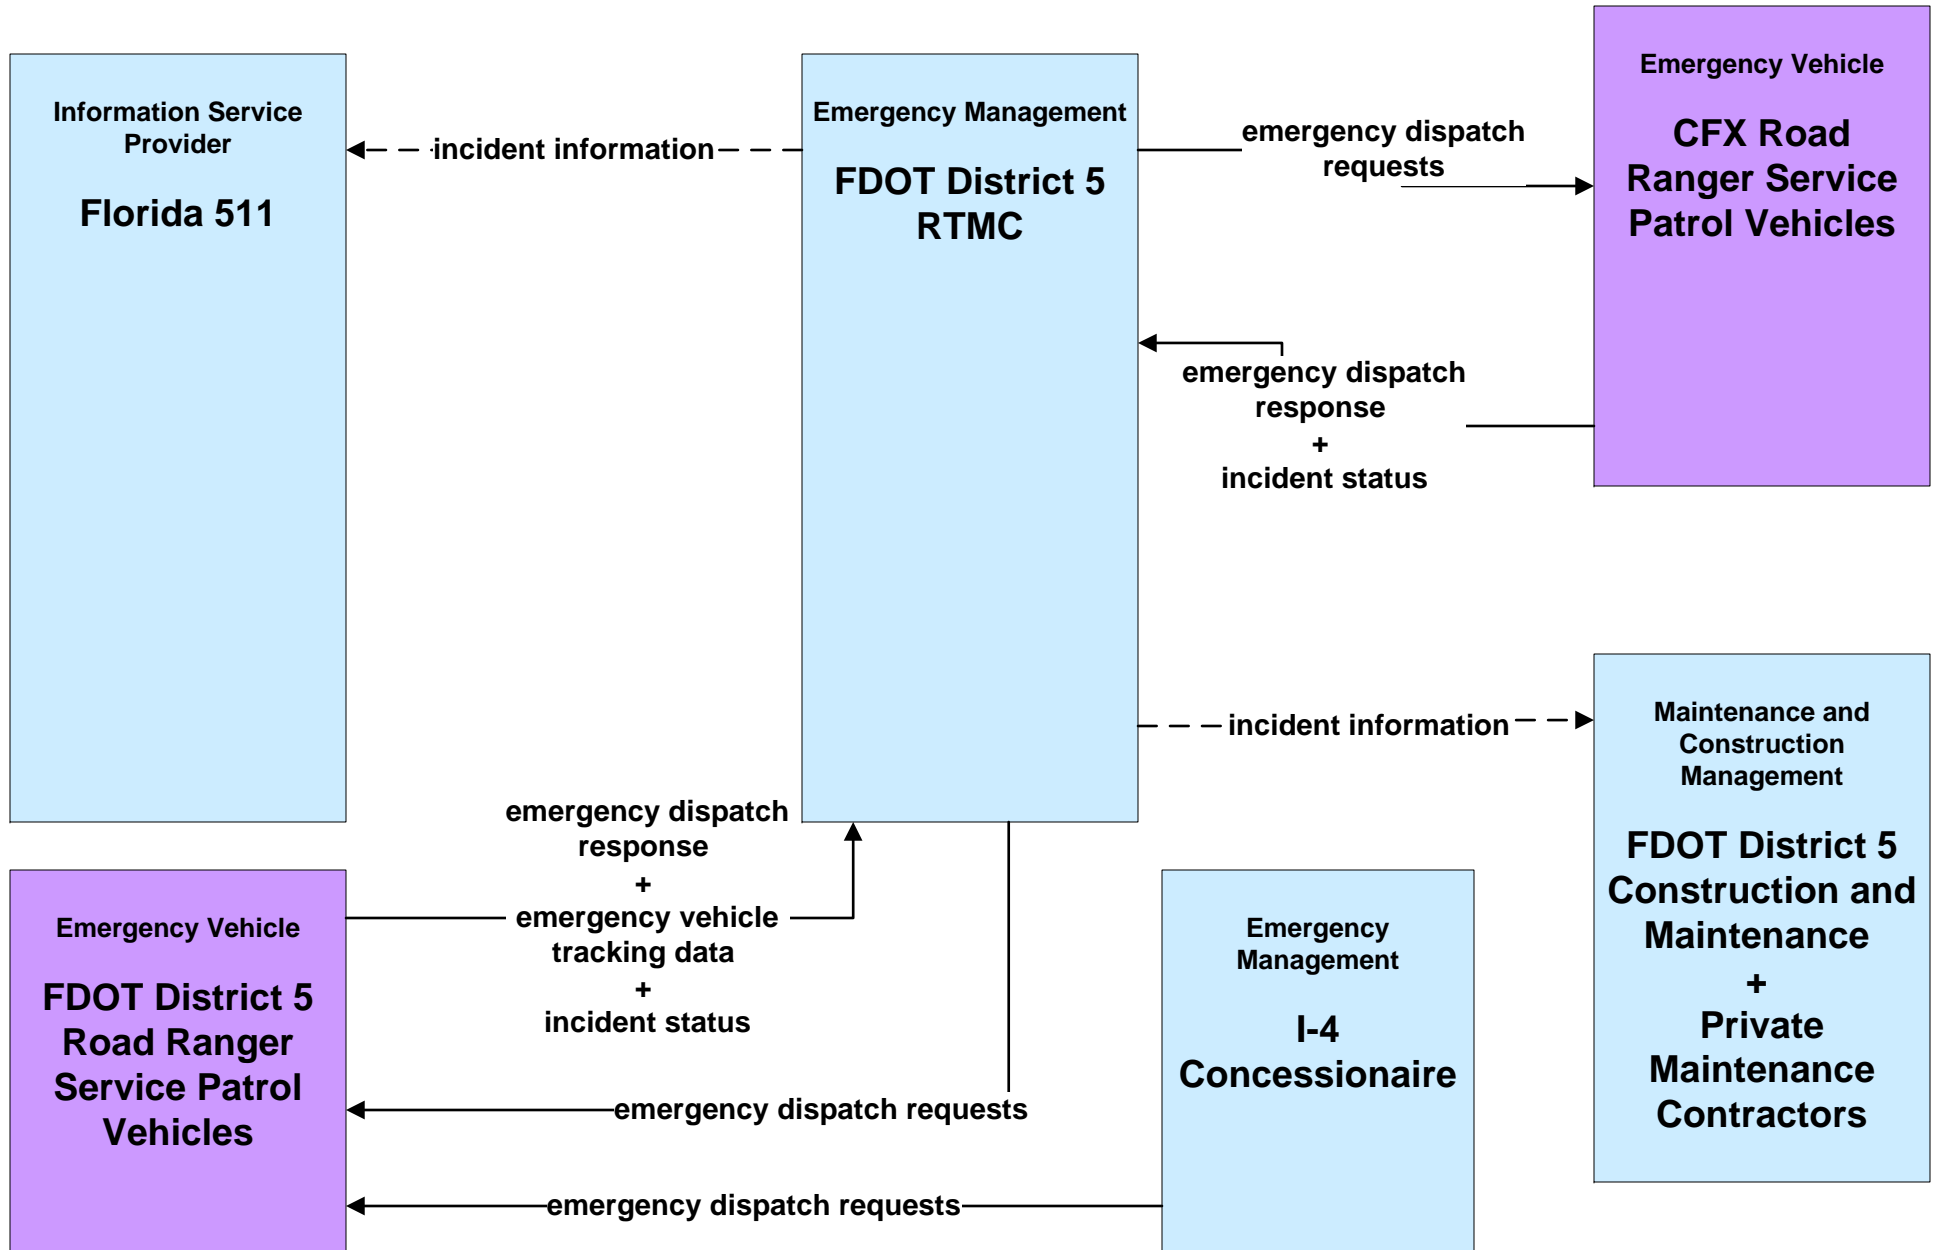 Information Service
Provider
Florida 511
incident information
Emergency Management
FDOT District 5
RTMC
emergency dispatch
requests
Emergency Vehicle
CFX Road
Ranger Service
Patrol Vehicles
emergency dispatch
response
+
incident status
incident information
Maintenance and
Construction
Management
FDOT District 5
Construction and
Maintenance
+
Private
Maintenance
Contractors
emergency dispatch
response
+
emergency vehicle
tracking data
+
incident status
Emergency Vehicle
FDOT District 5
Road Ranger
Service Patrol
Vehicles
Emergency
Management
I-4
Concessionaire
emergency dispatch requests
emergency dispatch requests